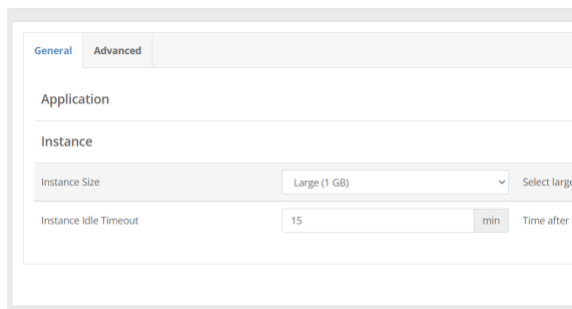 General Advanced
Application
Instance
Instance Size Large (1 GB) Select large
Instance Idle Timeout 15 min Time after